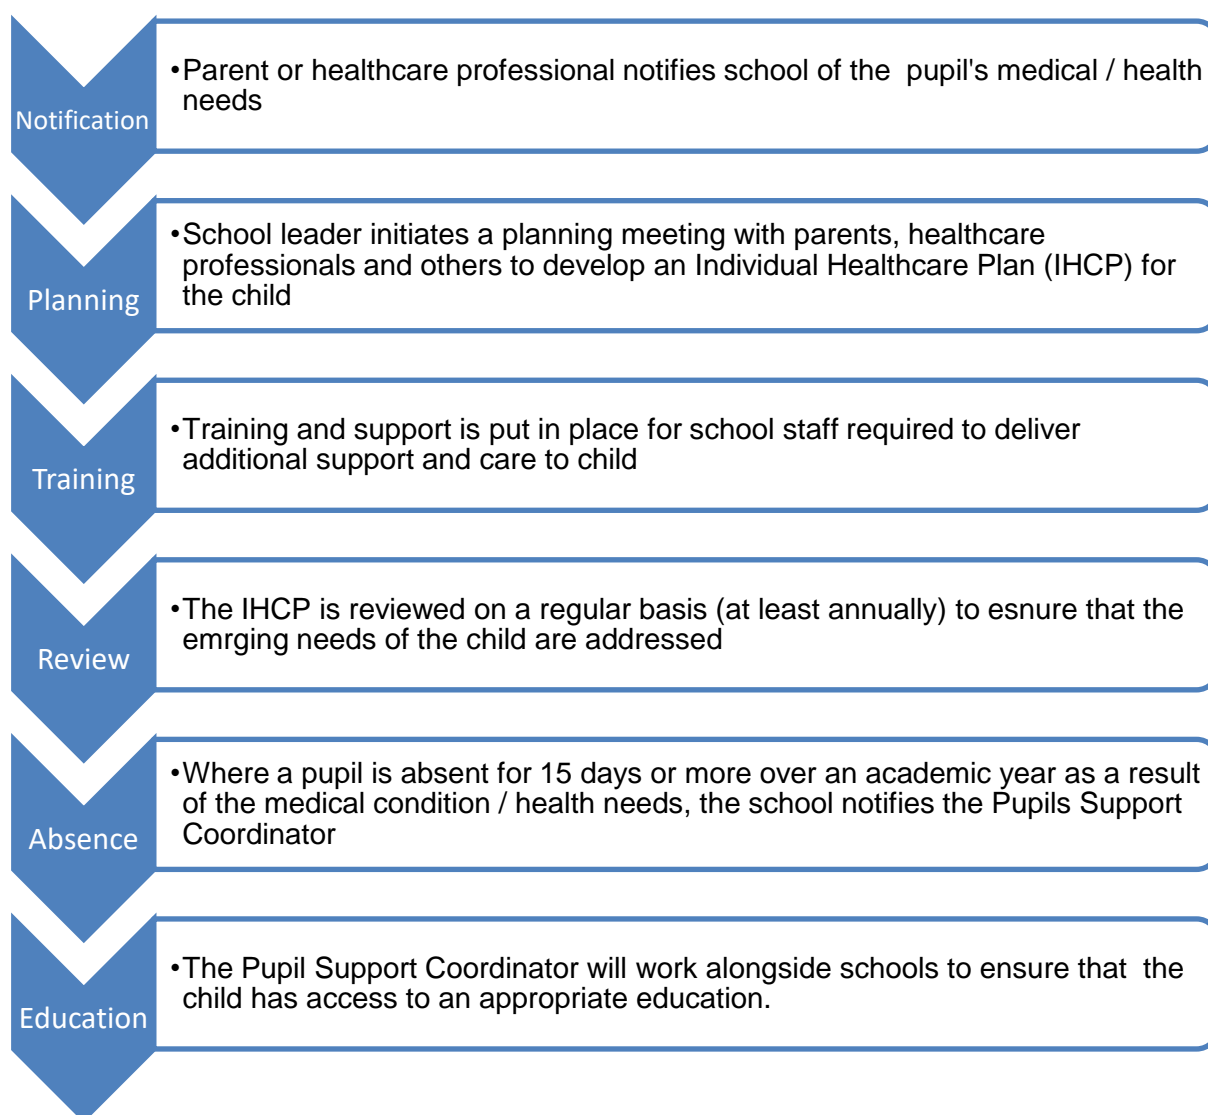 Notification
•Parent or healthcare professional notifies school of the  pupil's medical / health
needs
Planning
•School leader initiates a planning meeting with parents, healthcare
professionals and others to develop an Individual Healthcare Plan (IHCP) for
the child
Training
•Training and support is put in place for school staff required to deliver
additional support and care to child
Review
•The IHCP is reviewed on a regular basis (at least annually) to esnure that the
emrging needs of the child are addressed
Absence
•Where a pupil is absent for 15 days or more over an academic year as a result
of the medical condition / health needs, the school notifies the Pupils Support
Coordinator
Education
•The Pupil Support Coordinator will work alongside schools to ensure that  the
child has access to an appropriate education.